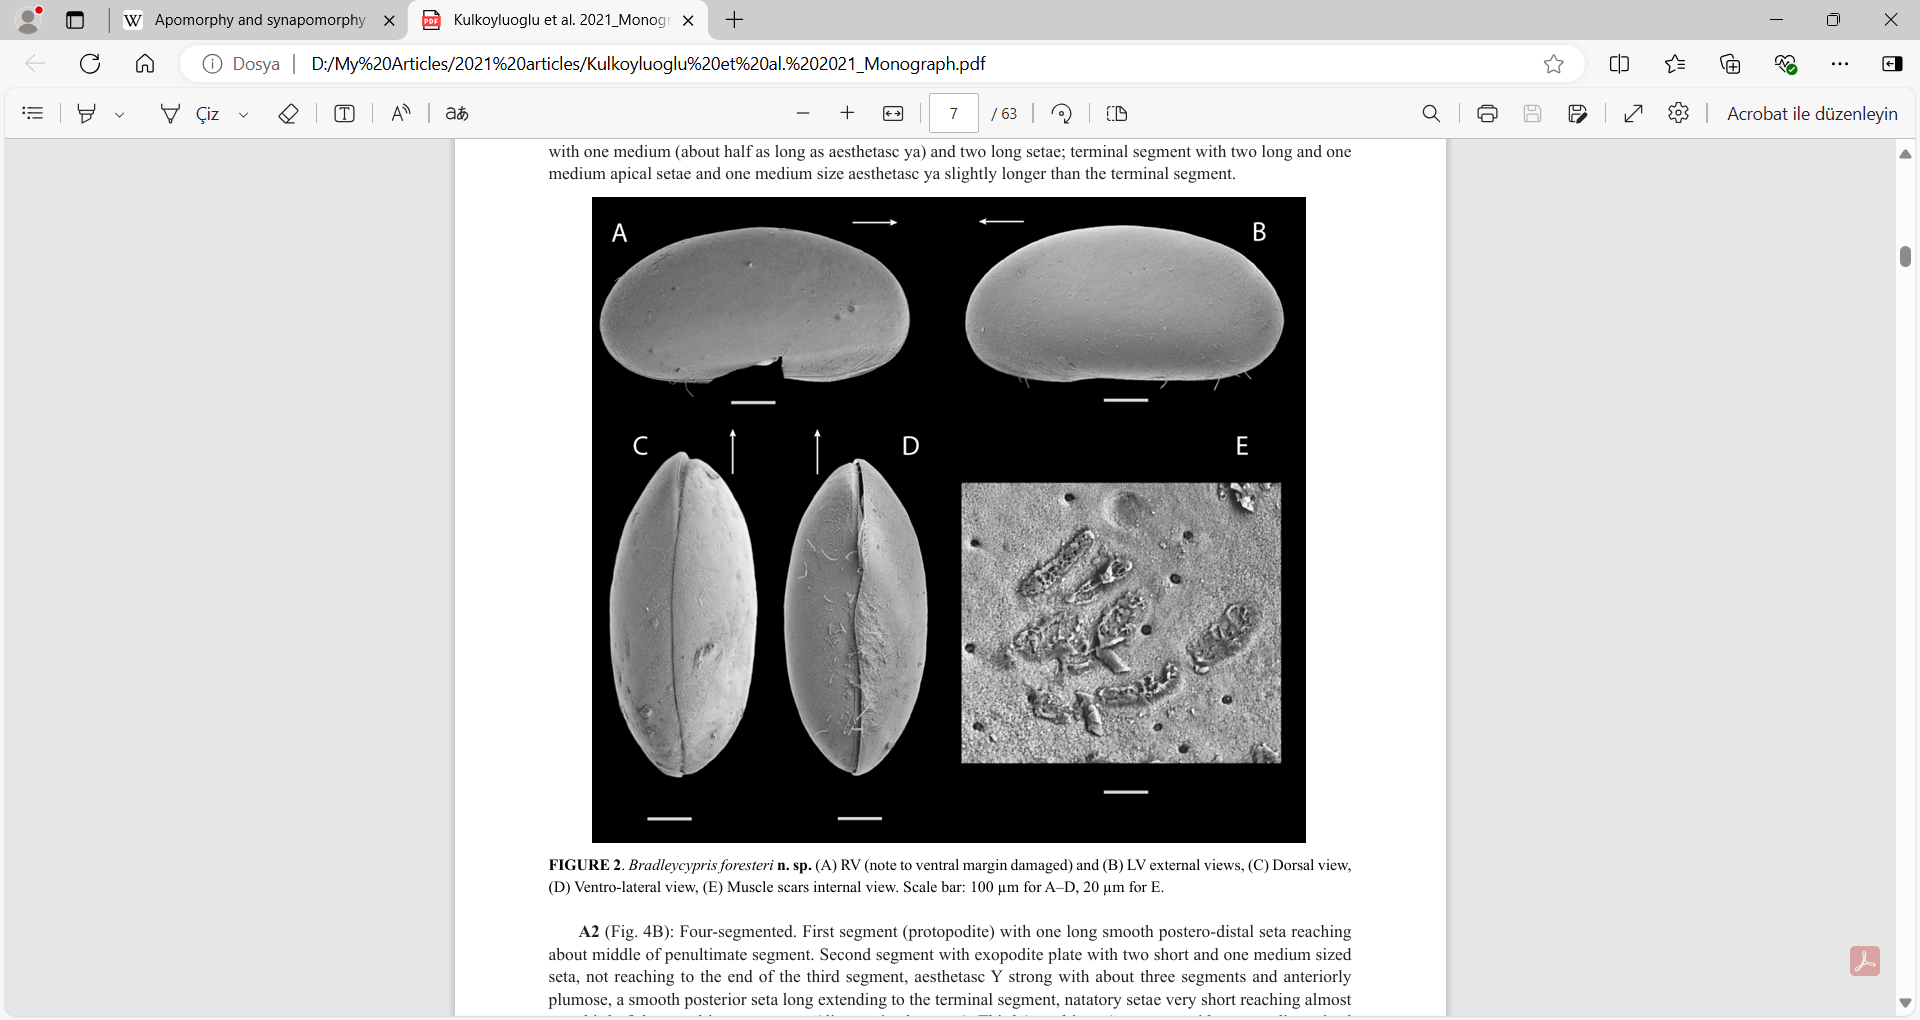 Apomorphy and synapomorphy
Kulkoyluoglu et al. 2021_Monogr
Dosya
D:/My%20Articles/2021%20articles/Kulkoyluoglu%20et%20al.%202021_Monograph.pdf
Çiz
7 / 63
Acrobat ile düzenleyin
with one medium (about half as long as aesthetasc ya) and two long setae; terminal segment with two long and one
medium apical setae and one medium size aesthetasc ya slightly longer than the terminal segment.
A
B
C
D
E
FIGURE 2. Bradleycypris foresteri n. sp. (A) RV (note to ventral margin damaged) and (B) LV external views, (C) Dorsal view,
(D) Ventro-lateral view, (E) Muscle scars internal view. Scale bar: 100 µm for A–D, 20 µm for E.
A2 (Fig. 4B): Four-segmented. First segment (protopodite) with one long smooth postero-distal seta reaching
about middle of penultimate segment. Second segment with exopodite plate with two short and one medium sized
seta, not reaching to the end of the third segment, aesthetasc Y strong with about three segments and anteriorly
plumose, a smooth posterior seta long extending to the terminal segment, natatory setae very short reaching almost